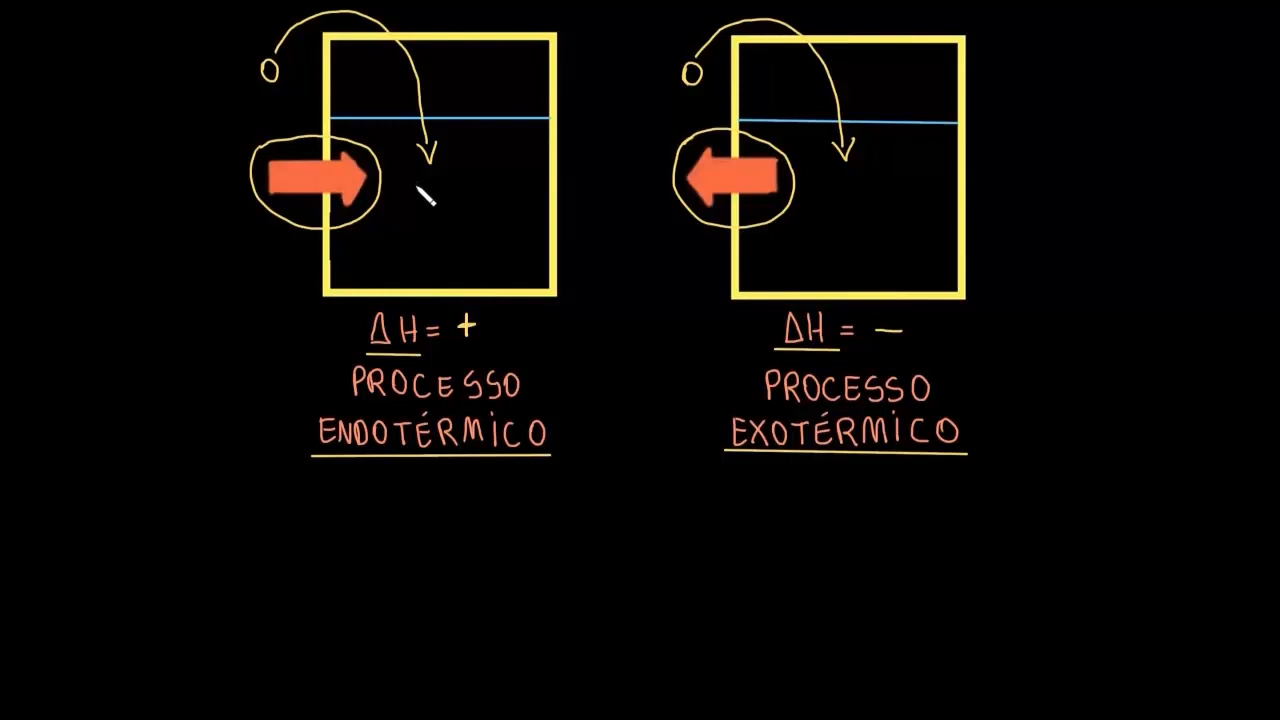 ΔH = +
PROCESSO
ENDOTÉRMICO
ΔH = −
PROCESSO
EXOTÉRMICO